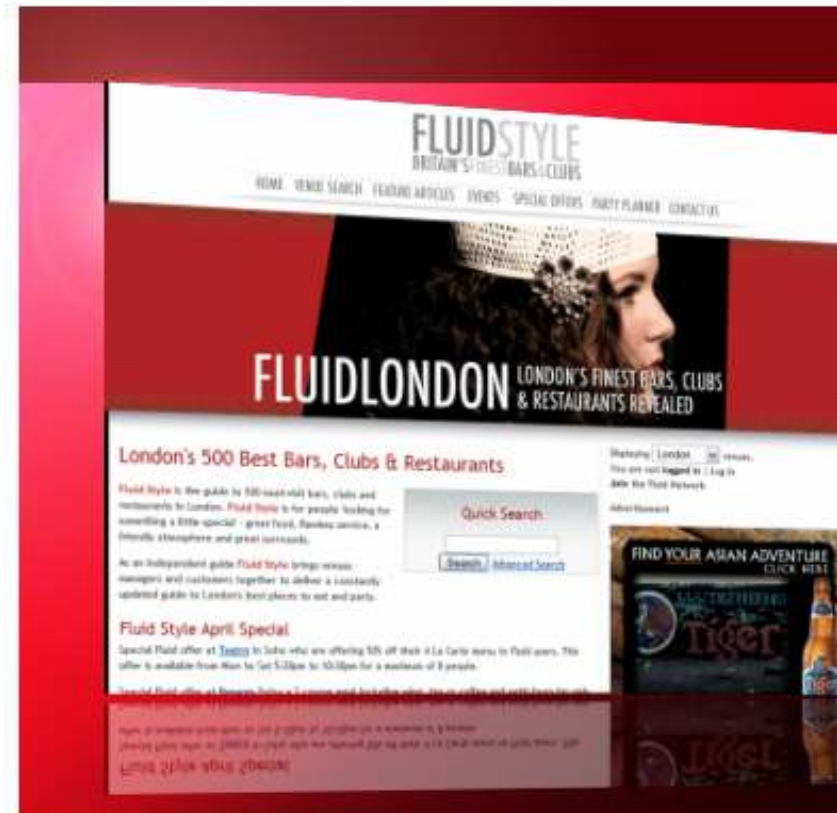 FLUIDSTYLE
BRITAIN'S FINEST BARS & CLUBS
HOME VENUE SEARCH FEATURE ARTICLES EVENTS SPECIAL OFFERS PARTY PLANNER CONTACT US
FLUIDLONDON LONDON'S FINEST BARS, CLUBS
& RESTAURANTS REVEALED
London's 500 Best Bars, Clubs & Restaurants
Fluid Style is the guide to 500 must-visit bars, clubs and
restaurants in London. Fluid Style is for people looking for
something a little special - great food, flawless service, a
friendly atmosphere and great surrounds.
As an independent guide Fluid Style brings venue
managers and customers together to deliver a constantly
updated guide to London's best places to eat and party.
Quick Search
Search Advanced Search
Displaying London venues.
You are not logged in : Log in
Join the Fluid Network
Advertisement
FIND YOUR ASIAN ADVENTURE
CLICK HERE
Tiger
Fluid Style April Special
Special Fluid offer at Teatro in Soho who are offering 50% off their A La Carte menu to Fluid users. This
offer is available from Mon to Sat 5:30pm to 10:30pm for a maximum of 8 people.
Special Fluid offer at